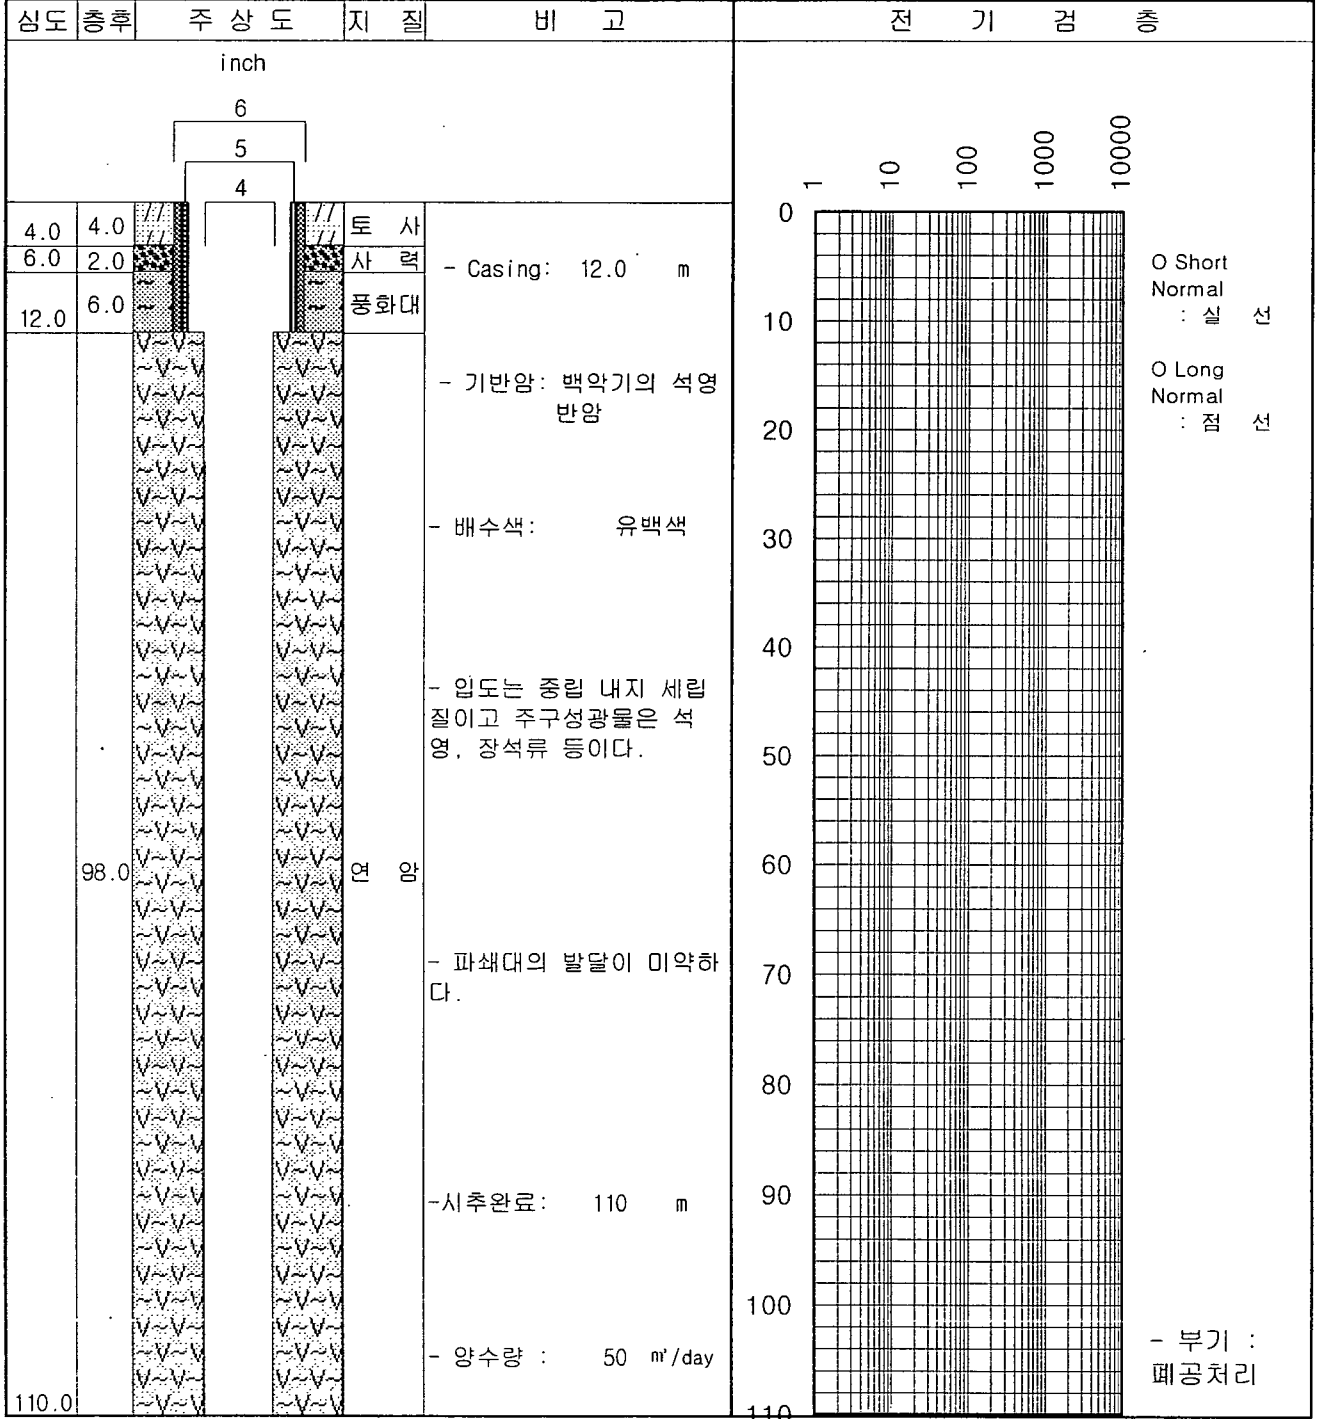 심도 층후 주 상 도 지 질 비 고 전 기 검 층
inch
6
5
4
4.0 4.0 토 사
6.0 2.0 사 력
12.0 6.0 풍화대
98.0 연 암
110.0
- Casing: 12.0 m
- 기반암: 백악기의 석영
반암
- 배수색: 유백색
- 입도는 중립 내지 세립
질이고 주구성광물은 석
영, 장석류 등이다.
- 파쇄대의 발달이 미약하
다.
-시추완료: 110 m
- 양수량 : 50 ㎥/day
1 10 100 1000 10000
0
10
20
30
40
50
60
70
80
90
100
110
O Short
Normal
: 실 선
O Long
Normal
: 점 선
- 부기 :
폐공처리